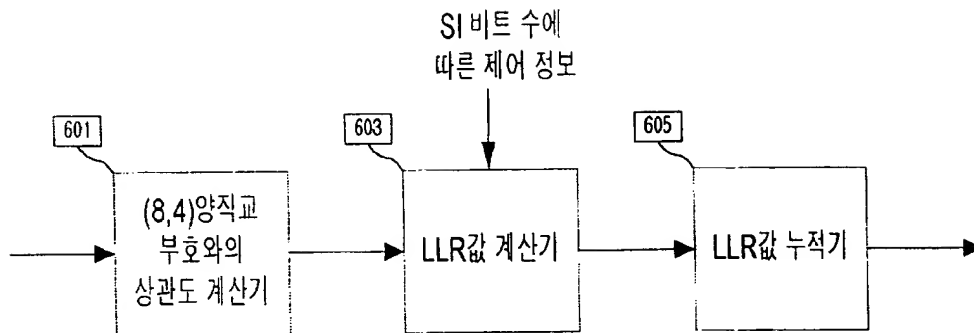 SI 비트 수에
따른 제어 정보
601
603
605
(8,4)양직교
부호와의
상관도 계산기
LLR값 계산기
LLR값 누적기